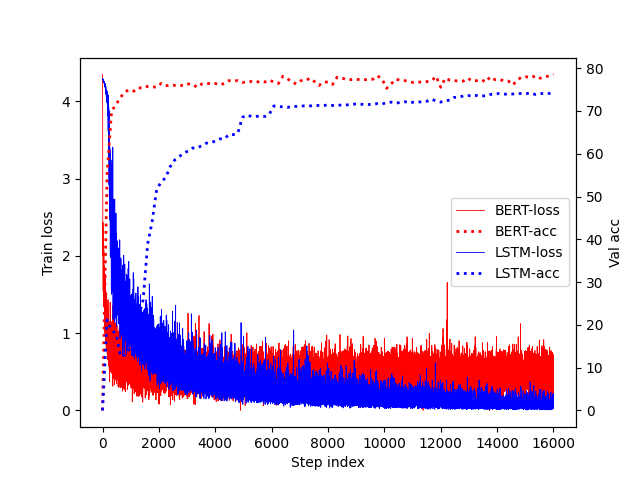 4
3
2
1
0
Train loss
80
70
60
50
40
30
20
10
0
Val acc
BERT-loss
BERT-acc
LSTM-loss
LSTM-acc
0 2000 4000 6000 8000 10000 12000 14000 16000
Step index